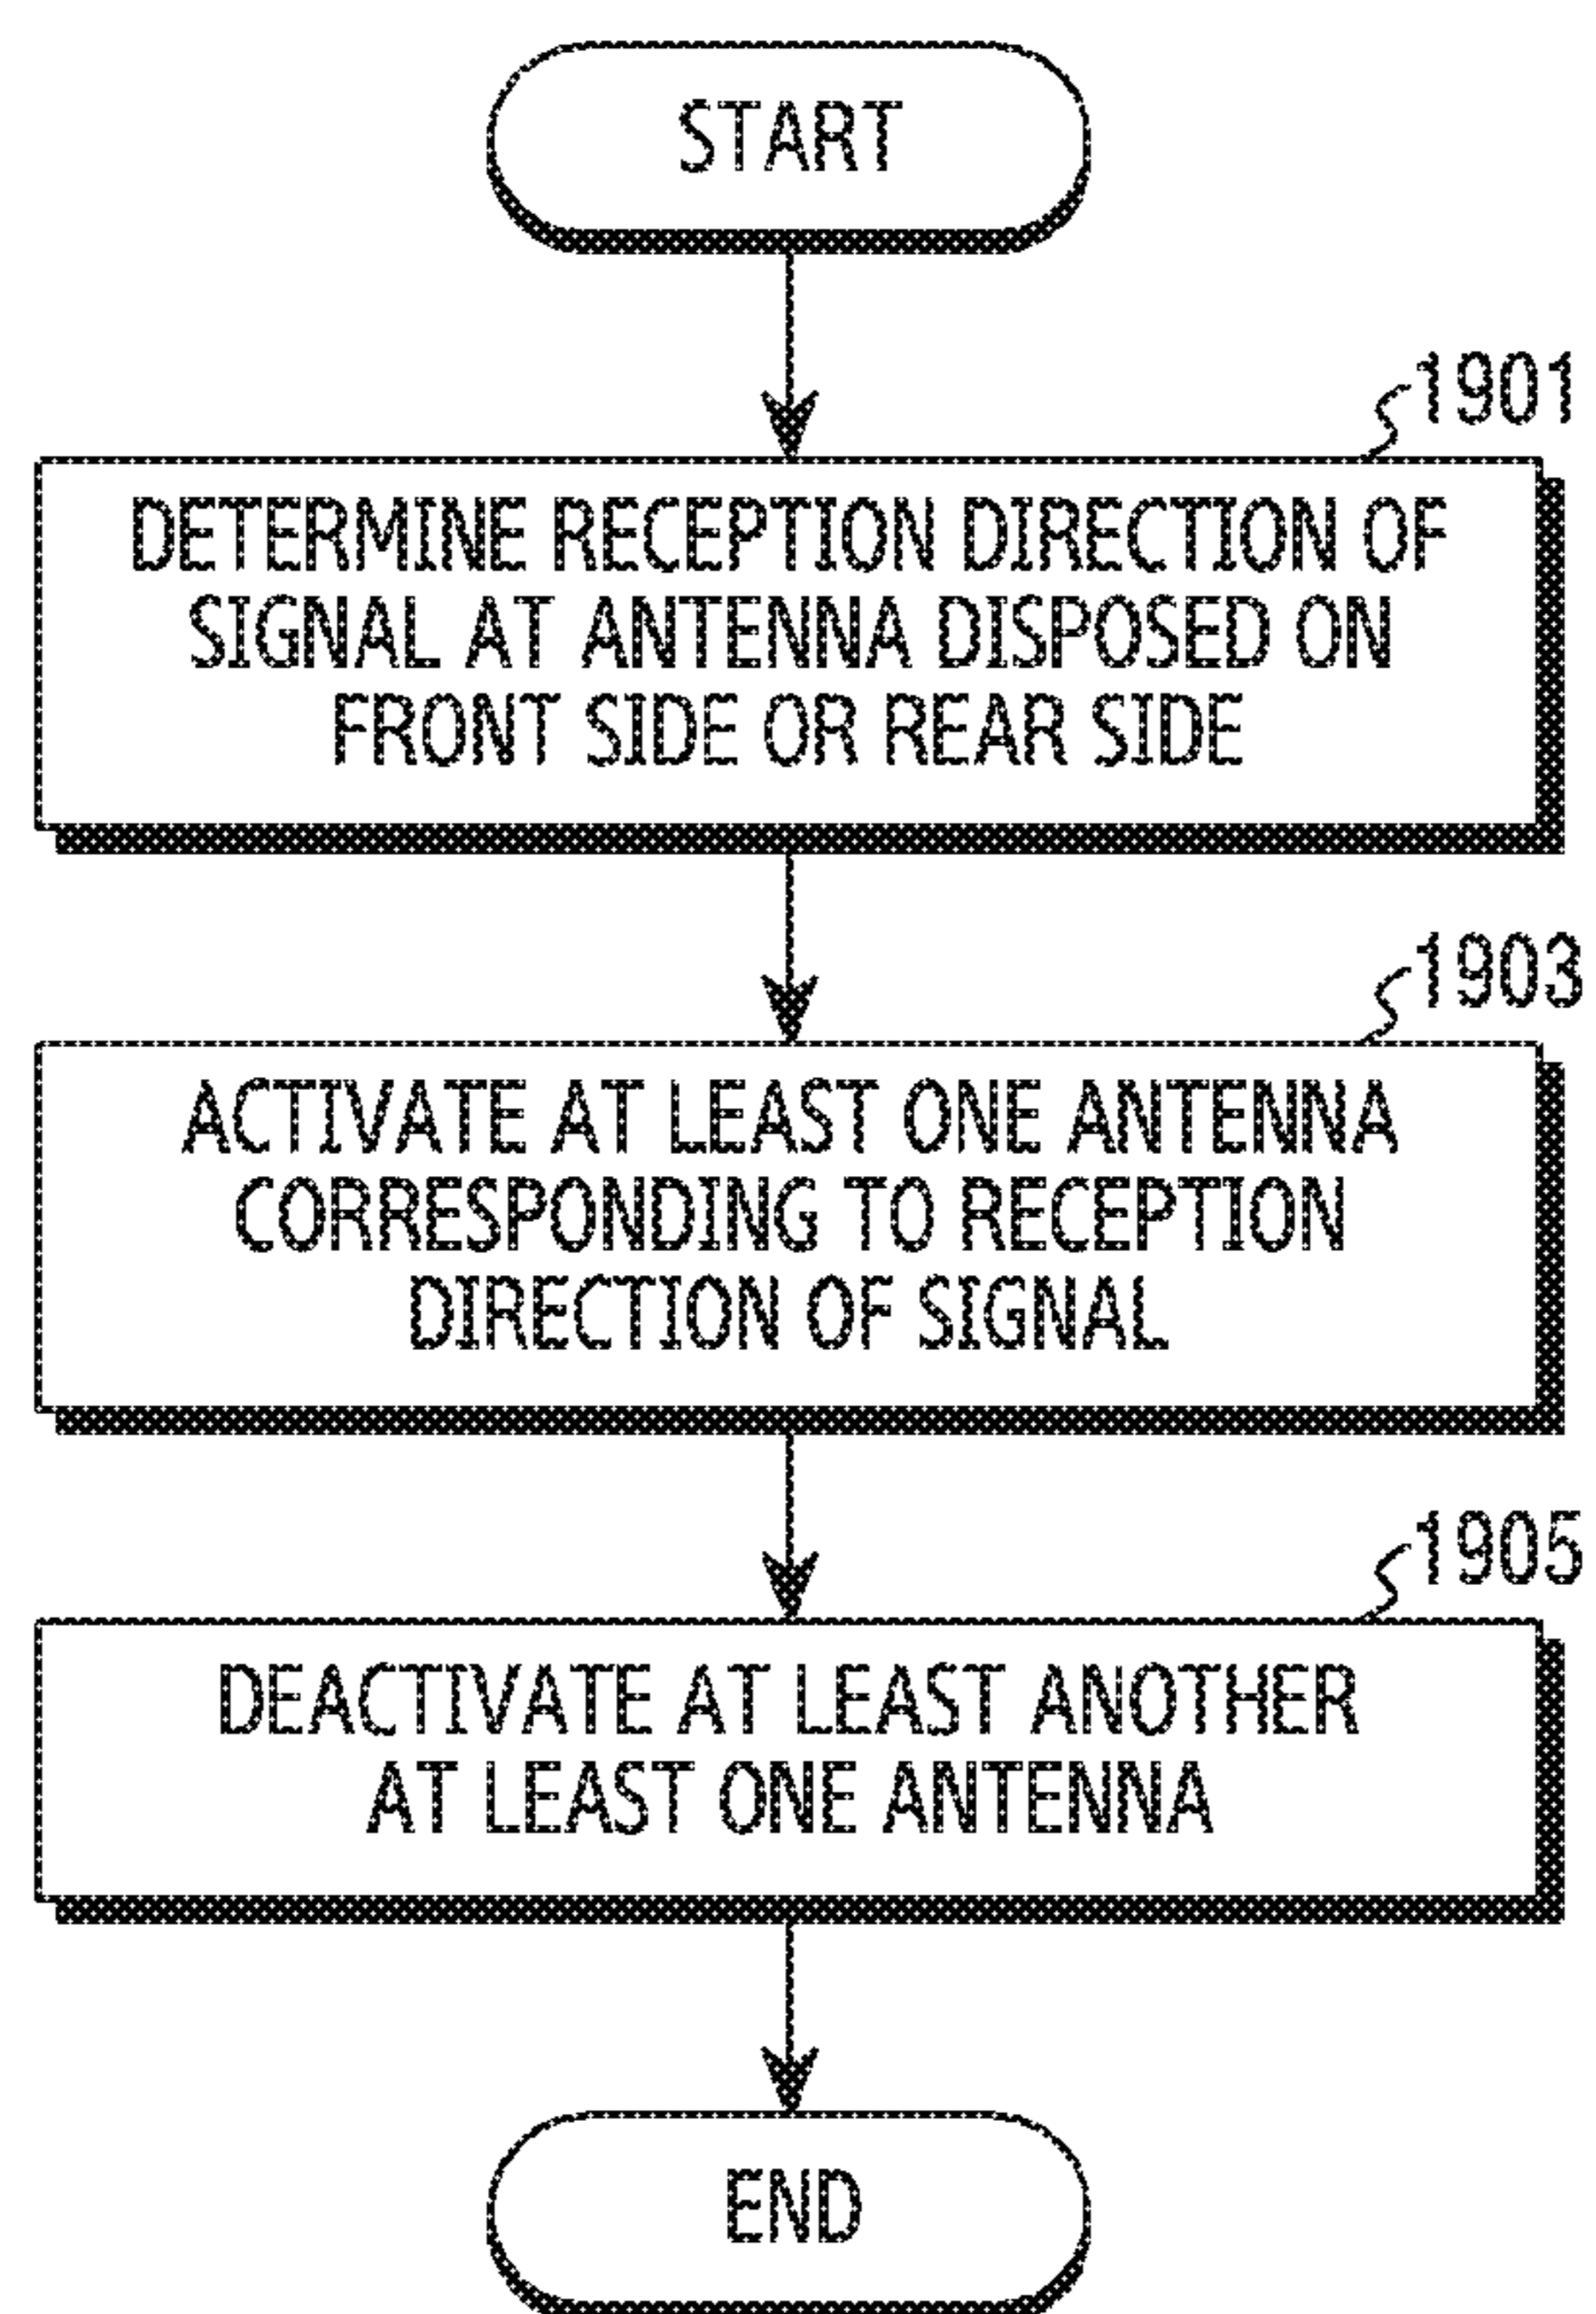 START
1901
DETERMINE RECEPTION DIRECTION OF
SIGNAL AT ANTENNA DISPOSED ON
FRONT SIDE OR REAR SIDE
1903
ACTIVATE AT LEAST ONE ANTENNA
CORRESPONDING TO RECEPTION
DIRECTION OF SIGNAL
1905
DEACTIVATE AT LEAST ANOTHER
AT LEAST ONE ANTENNA
END